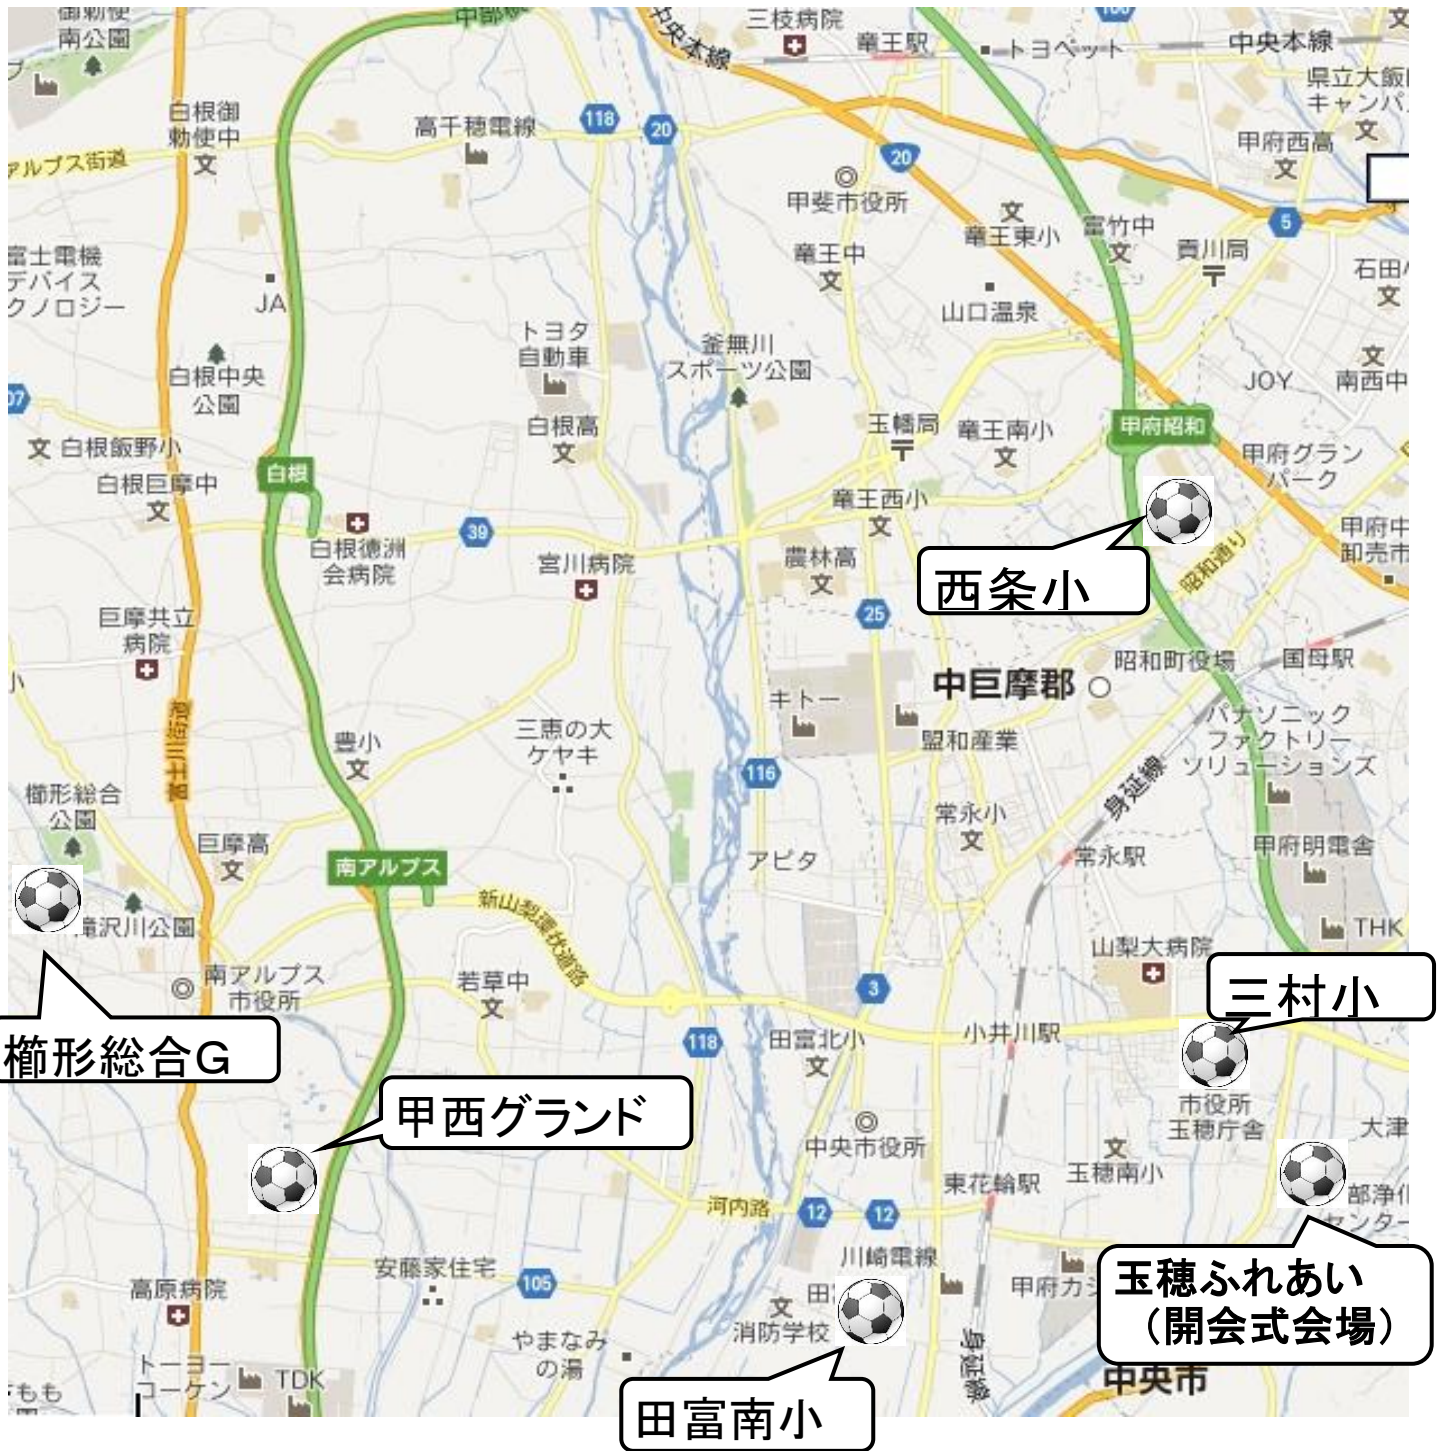 御勅使
南公園
中部横
中央本線
三枝病院
竜王駅
トヨペット
中央本線
県立大飯
キャンパ
白根御
勅使中
高千穂電線
118
20
20
甲府西高
アルプス街道
甲斐市役所
竜王東小
富竹中
5
貢川局
竜王中
富士電機
デバイス
クノロジー
JA
山口温泉
石田小
トヨタ
自動車
釜無川
スポーツ公園
白根中央
公園
JOY
南西中
白根飯野小
白根高
玉幡局
竜王南小
甲府昭和
甲府グラン
パーク
白根
白根巨摩中
竜王西小
39
白根徳洲
会病院
宮川病院
農林高
甲府中
卸売市
昭和通り
西条小
25
巨摩共立
病院
昭和町役場
国母駅
中巨摩郡
キトー
盟和産業
パナソニック
ファクトリー
ソリューションズ
富士川街道
豊小
三恵の大
ケヤキ
116
身延線
櫛形総合
公園
巨摩高
常永小
南アルプス
アピタ
常永駅
甲府明電舎
滝沢川公園
新山梨環状道路
THK
山梨大病院
南アルプス
市役所
若草中
3
三村小
櫛形総合G
118
田富北小
小井川駅
甲西グランド
中央市役所
市役所
玉穂庁舎
大津
玉穂南小
東花輪駅
河内路
12
12
部浄化
センター
川崎電線
玉穂ふれあい
（開会式会場）
安藤家住宅
105
高原病院
甲府カシ
田
消防学校
やまなみ
の湯
身延線
トーヨー
コーケン
TDK
中央市
田富南小